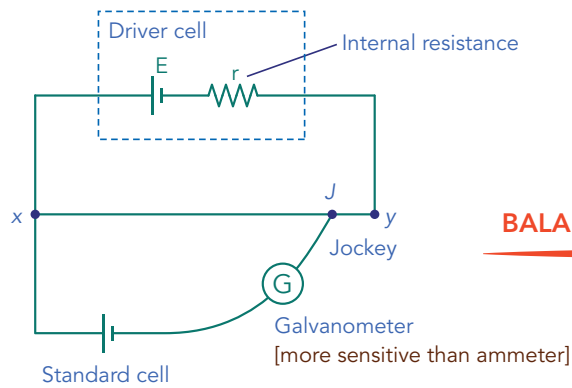 Driver cell
Internal resistance
E
r
x
J
y
Jockey
BALA
G
Galvanometer
[more sensitive than ammeter]
Standard cell